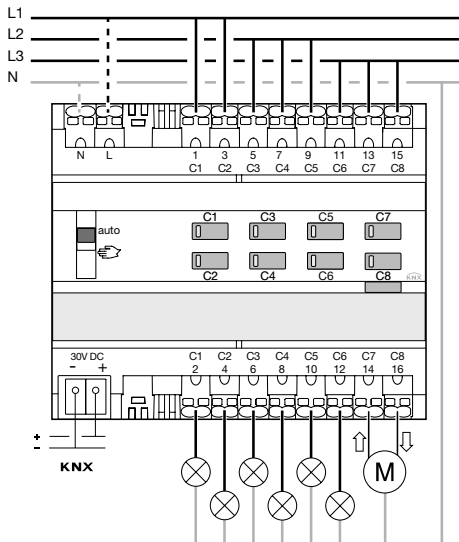 L1
L2
L3
N
N L 1 3 5 7 9 11 13 15
C1 C2 C3 C4 C5 C6 C7 C8
C1 C3 C5 C7
auto
C2 C4 C6 C8
KNX
30V DC
- +
C1 C2 C3 C4 C5 C6 C7 C8
2 4 6 8 10 12 14 16
+
-
KNX
M